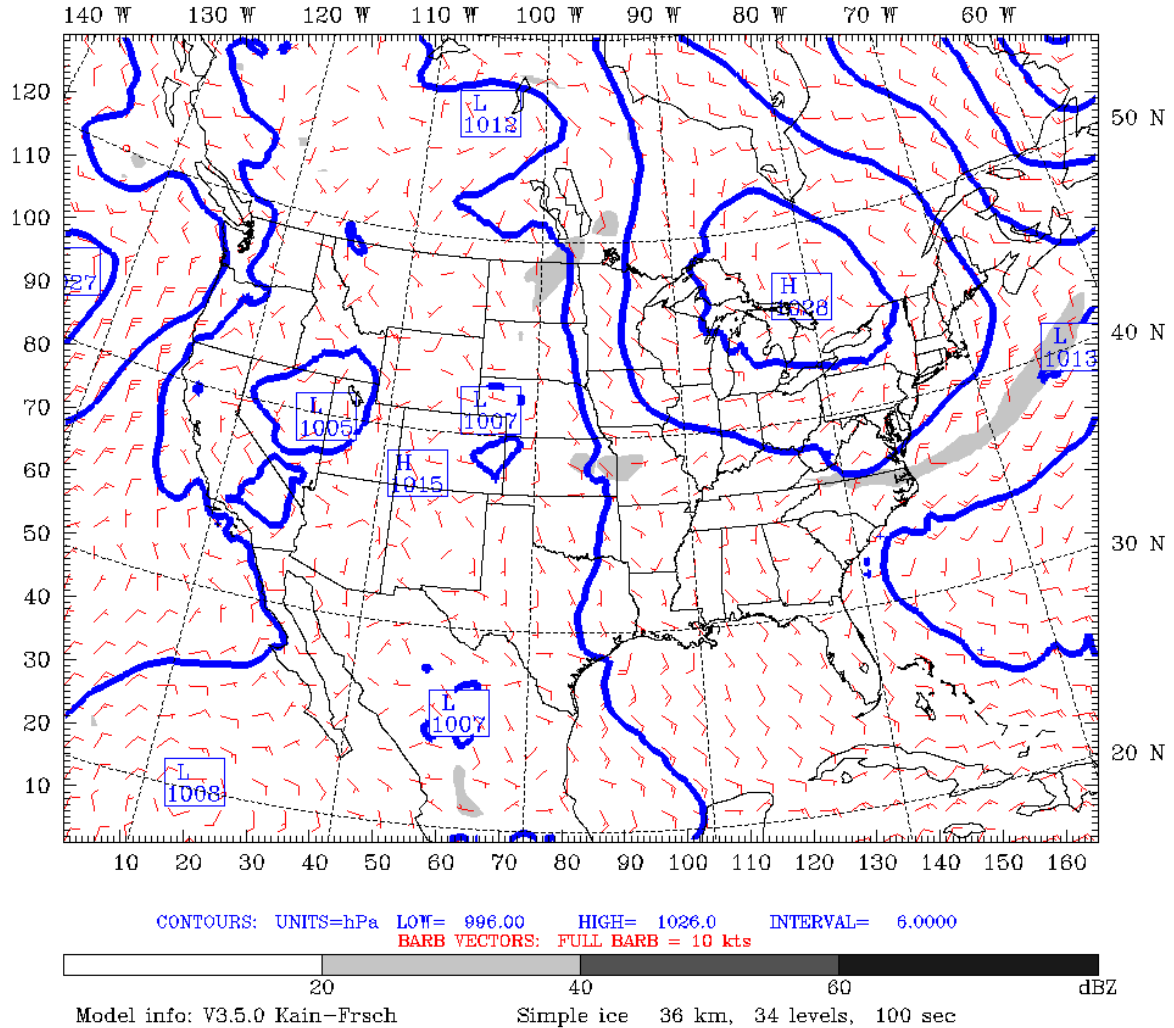 140 W 130 W 120 W 110 W 100 W 90 W 80 W 70 W 60 W
120
110
100
90
80
70
60
50
40
30
20
10
50 N
40 N
30 N
20 N
L
1012
H
1028
027
L
1013
L
1005
L
1007
H
1015
L
1007
L
1008
10 20 30 40 50 60 70 80 90 100 110 120 130 140 150 160
CONTOURS: UNITS=hPa LOW= 996.00 HIGH= 1026.0 INTERVAL= 6.0000
BARB VECTORS: FULL BARB = 10 kts
20 40 60 dBZ
Model info: V3.5.0 Kain-Frsch Simple ice 36 km, 34 levels, 100 sec